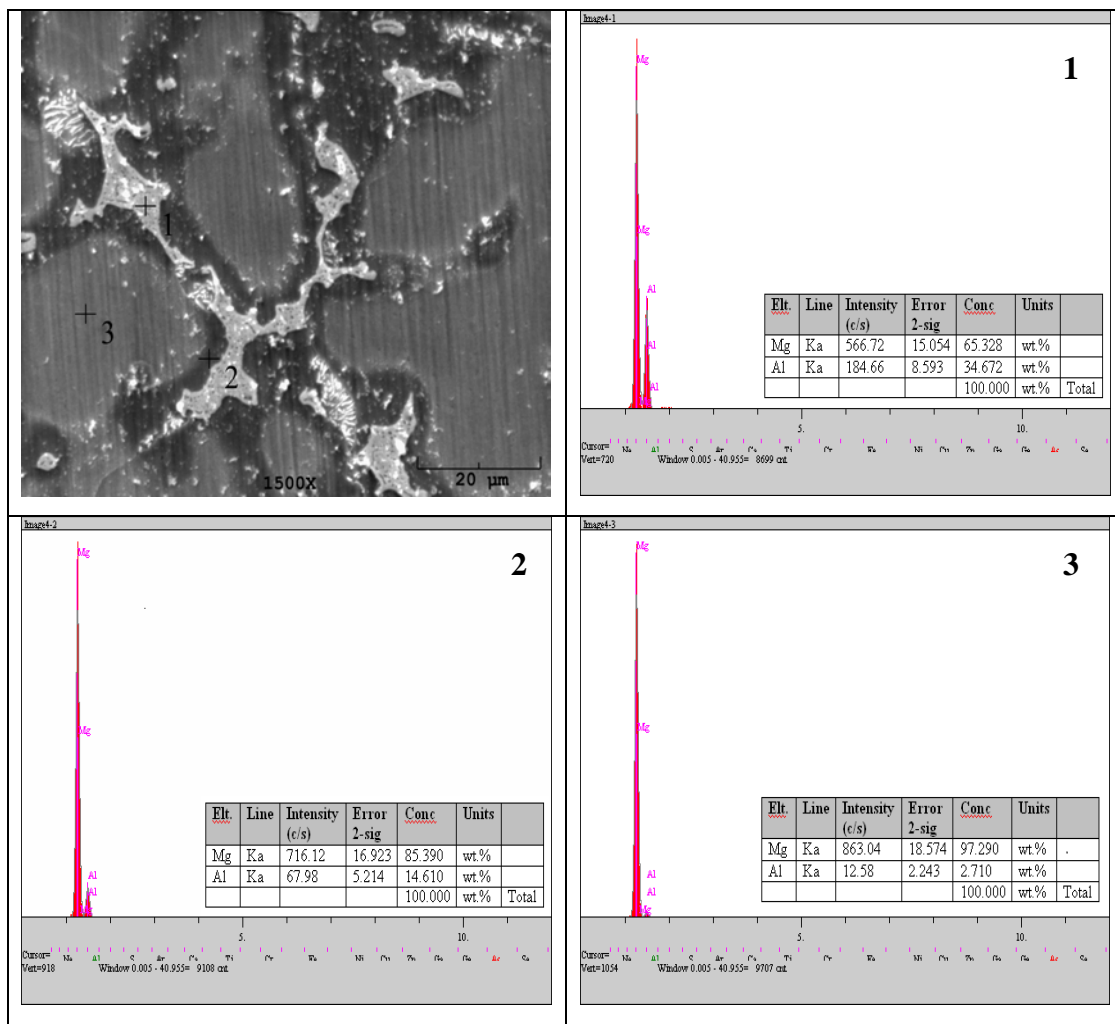 1
2
3
1500X
20 μm
Image4-1
1
Mg
Mg
Al
Al
Al
Elt. Line Intensity (c/s) Error 2-sig Conc Units
Mg Ka 566.72 15.054 65.328 wt.%
Al Ka 184.66 8.593 34.672 wt.%
100.000 wt.% Total
5. 10.
Cursor=
Vert=720 Window 0.005 - 40.955= 8699 cnt
Image4-2
2
Mg
Mg
Al
Al
Mg
Elt. Line Intensity (c/s) Error 2-sig Conc Units
Mg Ka 716.12 16.923 85.390 wt.%
Al Ka 67.98 5.214 14.610 wt.%
100.000 wt.% Total
5. 10.
Cursor=
Vert=918 Window 0.005 - 40.955= 9108 cnt
Image4-3
3
Mg
Mg
Al
Al
Mg
Elt. Line Intensity (c/s) Error 2-sig Conc Units
Mg Ka 863.04 18.574 97.290 wt.% .
Al Ka 12.58 2.243 2.710 wt.%
100.000 wt.% Total
5. 10.
Cursor=
Vert=1054 Window 0.005 - 40.955= 9707 cnt